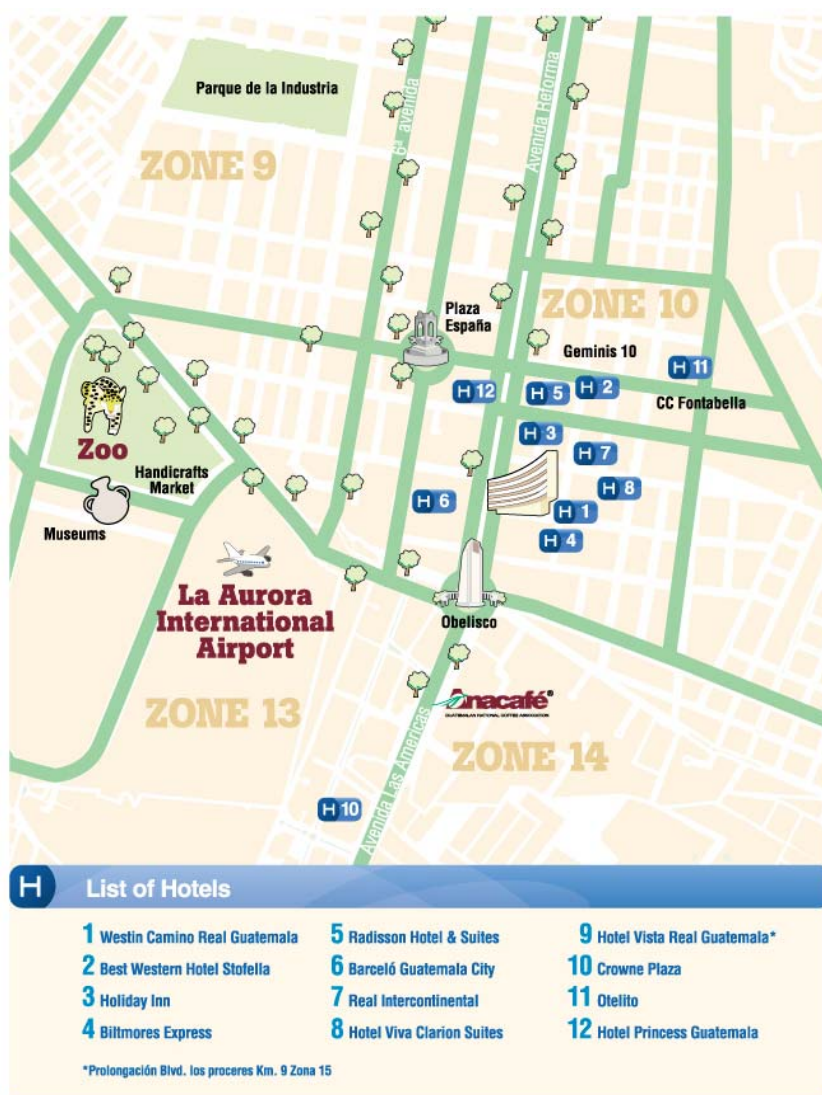 Parque de la Industria
6ª avenida
Avenida Reforma
ZONE 9
ZONE 10
Plaza
España
Geminis 10
H 11
H 12
H 5
H 2
CC Fontabella
H 3
H 7
Zoo
Handicrafts
Market
H 8
H 6
H 1
Museums
H 4
La Aurora
International
Airport
Obelisco
Anacafé®
GUATEMALAN NATIONAL COFFEE ASSOCIATION
ZONE 13
ZONE 14
Avenida Las Americas
H 10
H List of Hotels
1 Westin Camino Real Guatemala
2 Best Western Hotel Stofella
3 Holiday Inn
4 Biltmores Express
5 Radisson Hotel & Suites
6 Barceló Guatemala City
7 Real Intercontinental
8 Hotel Viva Clarion Suites
9 Hotel Vista Real Guatemala*
10 Crowne Plaza
11 Otelito
12 Hotel Princess Guatemala
*Prolongación Blvd. los proceres Km. 9 Zona 15